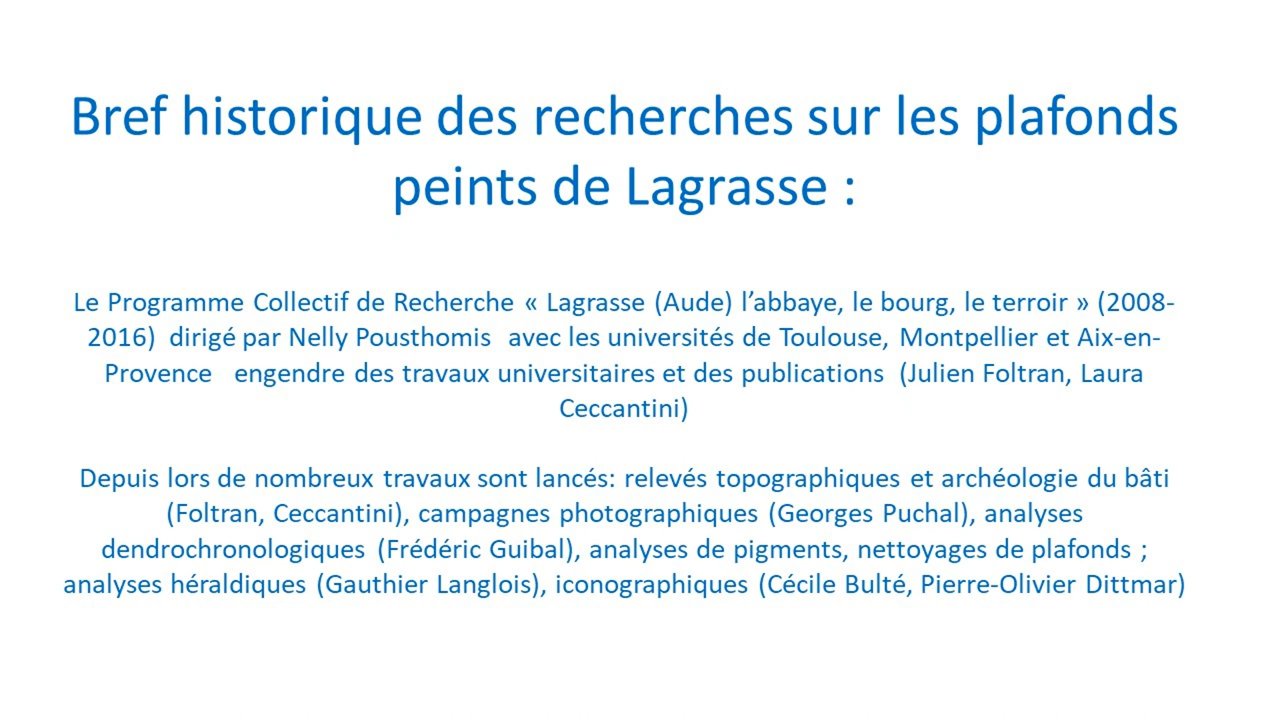 Bref historique des recherches sur les plafonds
peints de Lagrasse :
Le Programme Collectif de Recherche « Lagrasse (Aude) l’abbaye, le bourg, le terroir » (2008-
2016)  dirigé par Nelly Pousthomis  avec les universités de Toulouse, Montpellier et Aix-en-
Provence  engendre des travaux universitaires et des publications  (Julien Foltran, Laura
Ceccantini)
Depuis lors de nombreux travaux sont lancés: relevés topographiques et archéologie du bâti
(Foltran, Ceccantini), campagnes photographiques (Georges Puchal), analyses
dendrochronologiques (Frédéric Guibal), analyses de pigments, nettoyages de plafonds ;
analyses héraldiques (Gauthier Langlois), iconographiques (Cécile Bulté, Pierre-Olivier Dittmar)